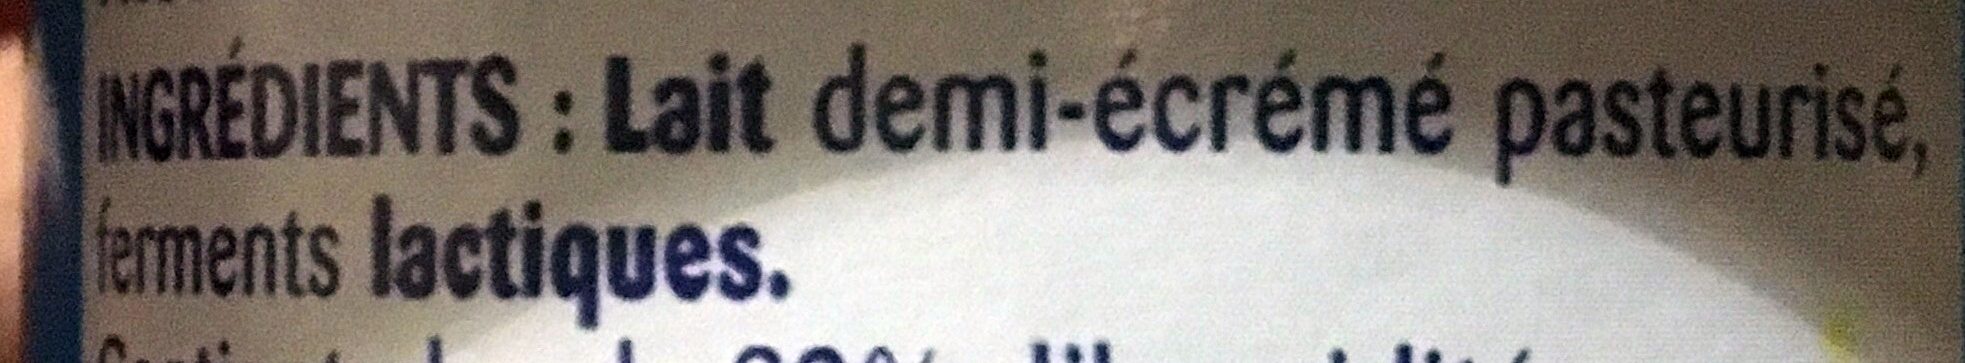 INGRÉDIENTS : Lait demi-écrémé pasteurisé,
ferments lactiques.